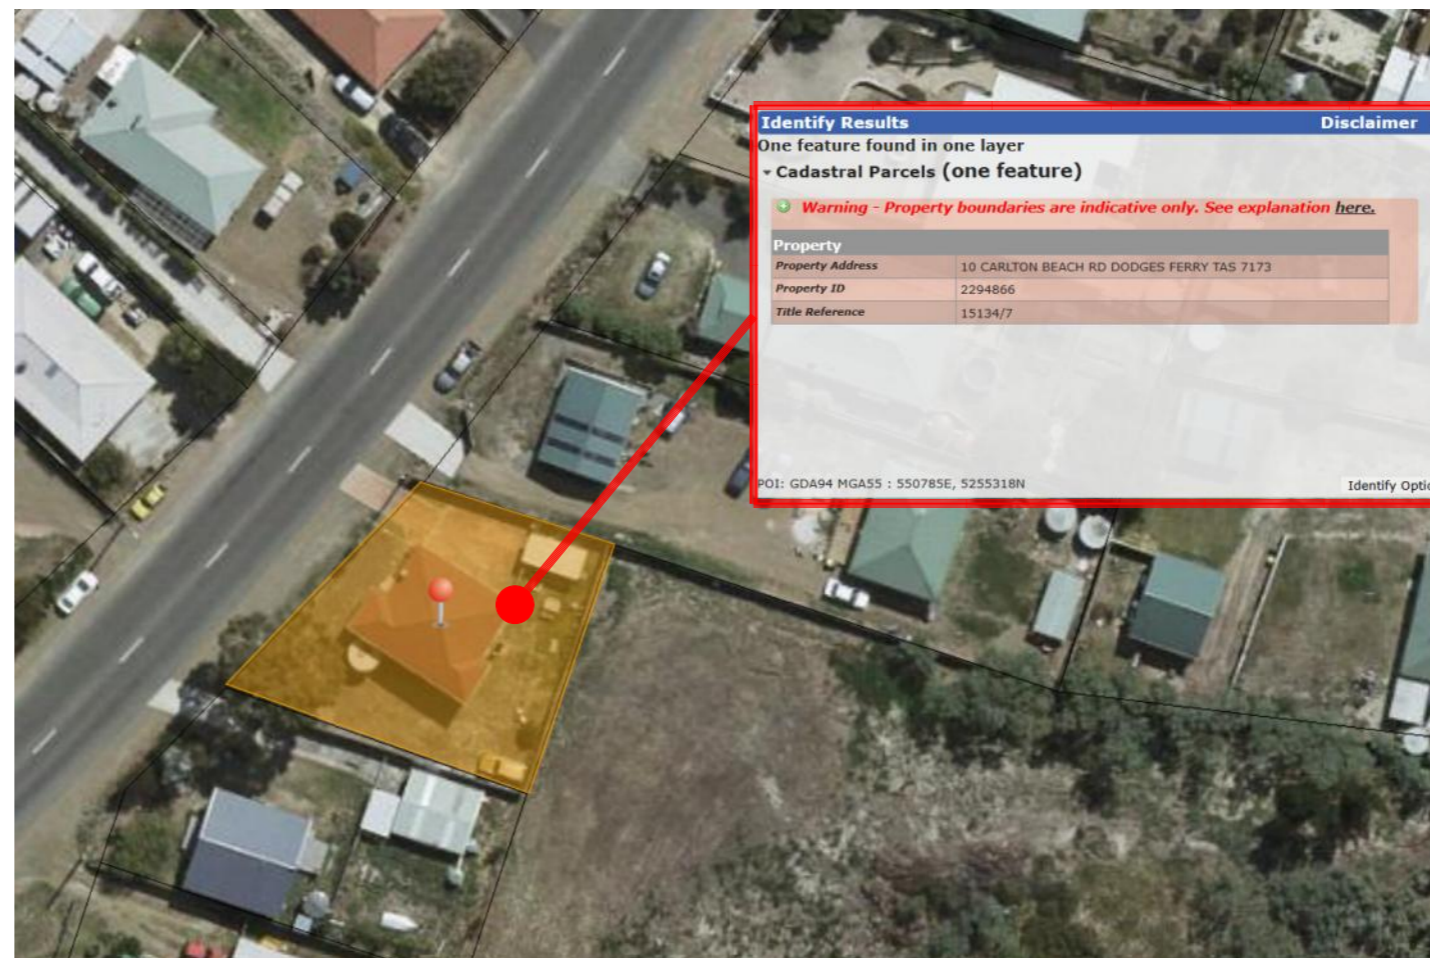 Identify Results Disclaimer
One feature found in one layer
Cadastral Parcels (one feature)
Warning - Property boundaries are indicative only. See explanation here.
Property
Property Address 10 CARLTON BEACH RD DODGES FERRY TAS 7173
Property ID 2294866
Title Reference 15134/7
POI: GDA94 MGA55 : 550785E, 5255318N Identify Optio